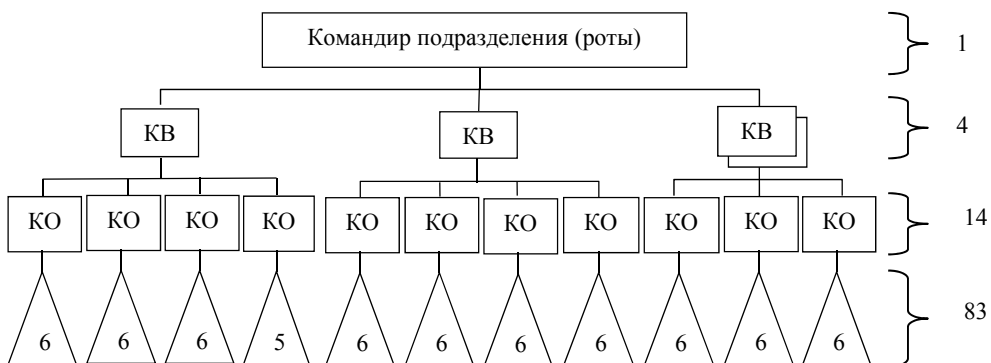 Командир подразделения (роты)
1
КВ КВ КВ
4
КО КО КО КО КО КО КО КО КО КО КО
14
6 6 6 5 6 6 6 6 6 6 6
83